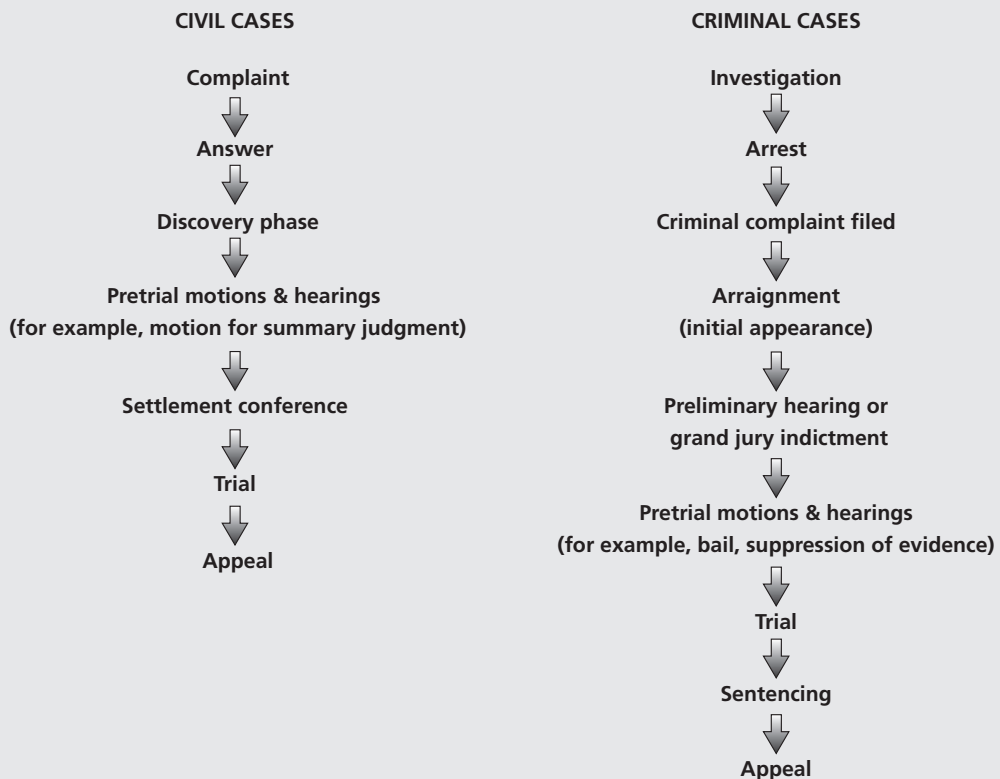 CIVIL CASES
Complaint
Answer
Discovery phase
Pretrial motions & hearings
(for example, motion for summary judgment)
Settlement conference
Trial
Appeal
CRIMINAL CASES
Investigation
Arrest
Criminal complaint filed
Arraignment
(initial appearance)
Preliminary hearing or
grand jury indictment
Pretrial motions & hearings
(for example, bail, suppression of evidence)
Trial
Sentencing
Appeal